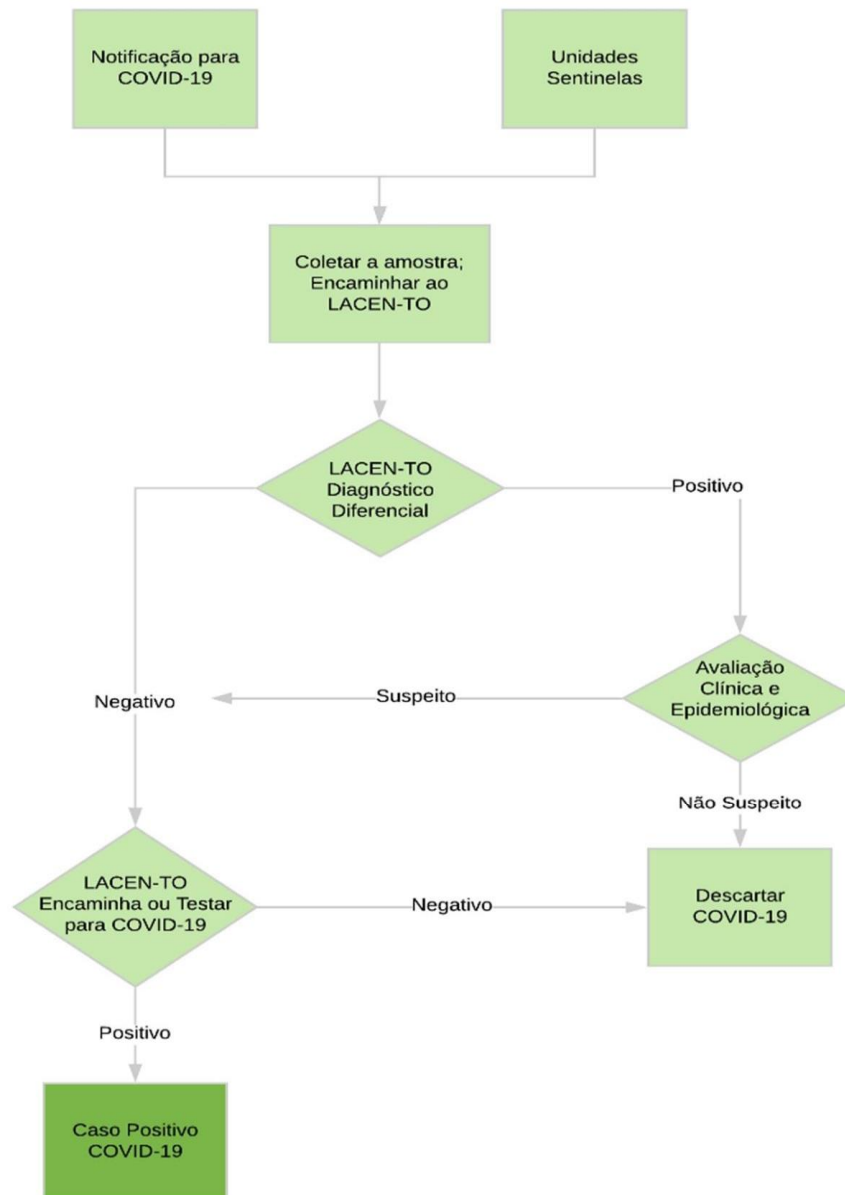 Notificação para
COVID-19
Unidades
Sentinelas
Coletar a amostra;
Encaminhar ao
LACEN-TO
LACEN-TO
Diagnóstico
Diferencial
Positivo
Avaliação
Clínica e
Epidemiológica
Suspeito
Negativo
Não Suspeito
LACEN-TO
Encaminha ou Testar
para COVID-19
Negativo
Descartar
COVID-19
Positivo
Caso Positivo
COVID-19